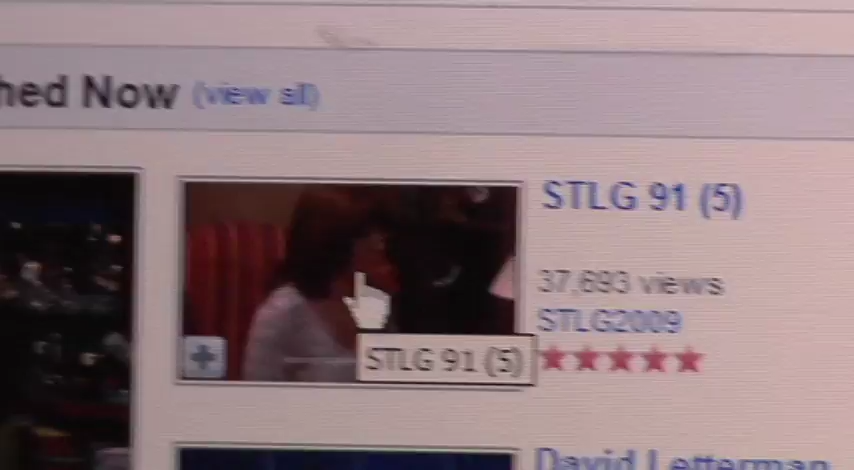 hed Now (view all)
STLG 91 (5)
37,693 views
STLG2009
STLG 91 (5)
David Letterman